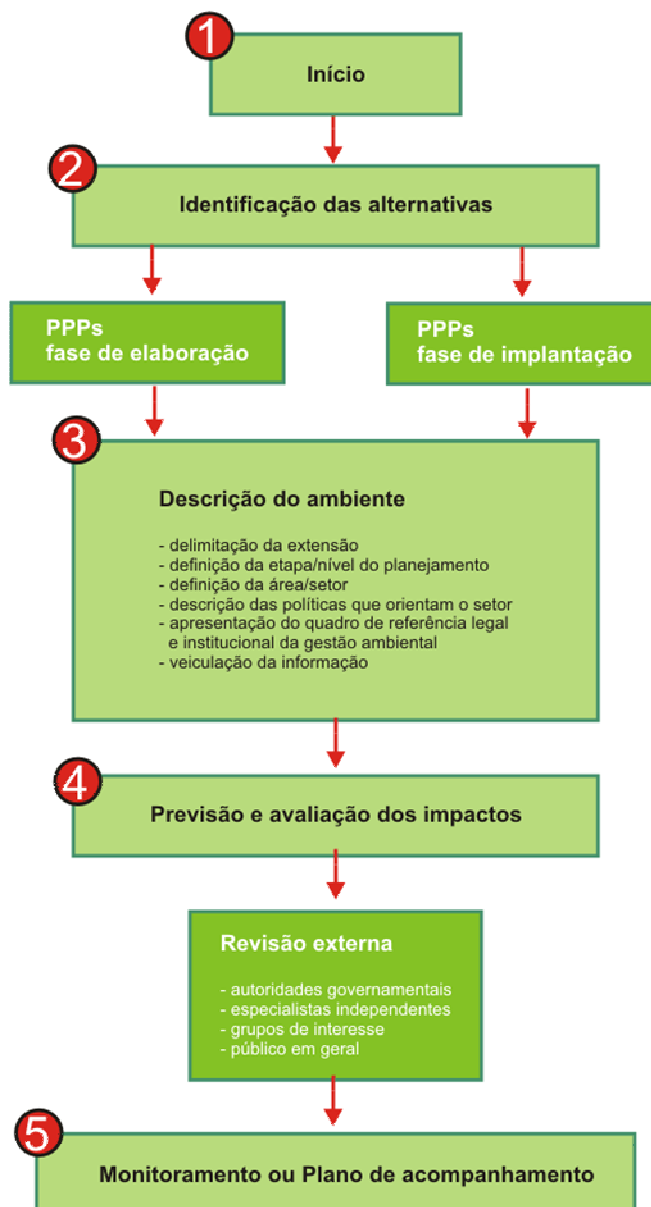 1
Início
2
Identificação das alternativas
PPPs
fase de elaboração
PPPs
fase de implantação
3
Descrição do ambiente
- delimitação da extensão
- definição da etapa/nível do planejamento
- definição da área/setor
- descrição das políticas que orientam o setor
- apresentação do quadro de referência legal
e institucional da gestão ambiental
- veiculação da informação
4
Previsão e avaliação dos impactos
Revisão externa
- autoridades governamentais
- especialistas independentes
- grupos de interesse
- público em geral
5
Monitoramento ou Plano de acompanhamento